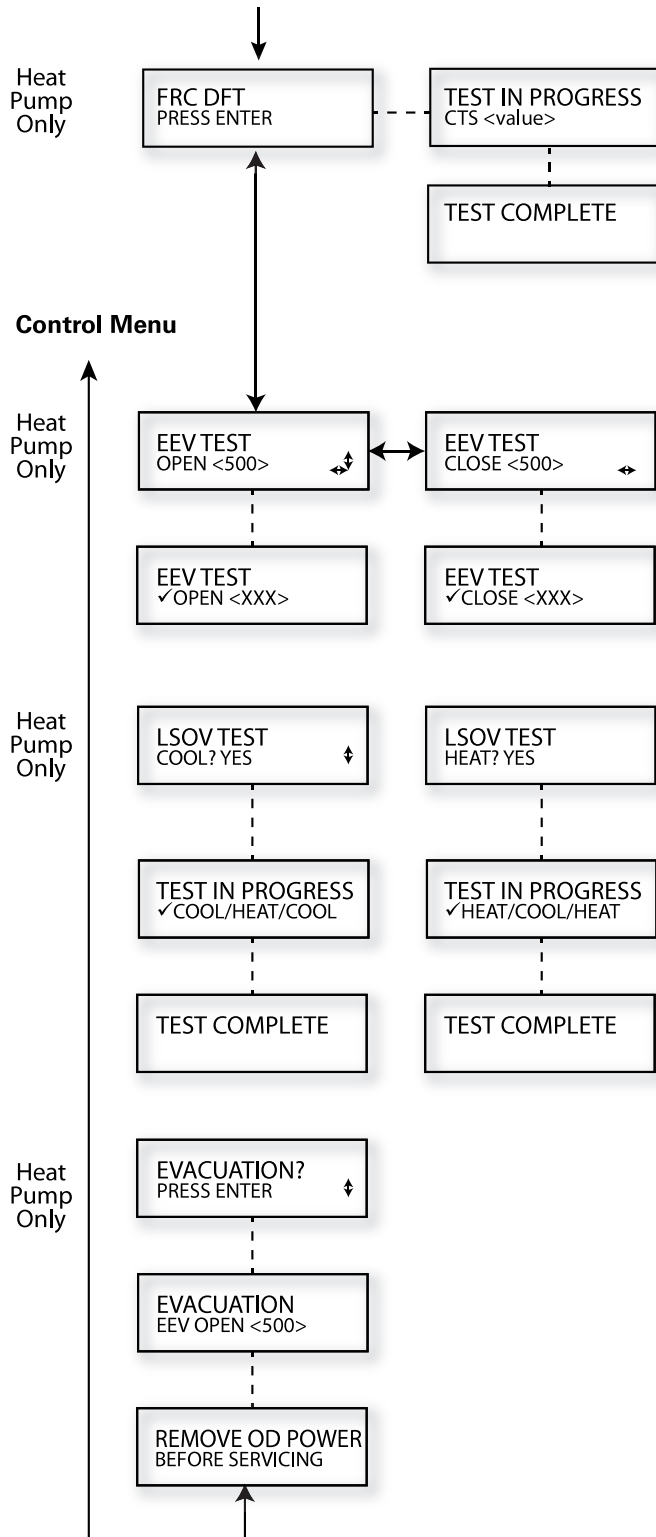 Heat
Pump
Only
FRC DFT
PRESS ENTER
TEST IN PROGRESS
CTS <value>
TEST COMPLETE
Control Menu
Heat
Pump
Only
EEV TEST
OPEN <500>
EEV TEST
CLOSE <500>
EEV TEST
✓OPEN <XXX>
EEV TEST
✓CLOSE <XXX>
Heat
Pump
Only
LSOV TEST
COOL? YES
LSOV TEST
HEAT? YES
TEST IN PROGRESS
✓COOL/HEAT/COOL
TEST IN PROGRESS
✓HEAT/COOL/HEAT
TEST COMPLETE
TEST COMPLETE
Heat
Pump
Only
EVACUATION?
PRESS ENTER
EVACUATION
EEV OPEN <500>
REMOVE OD POWER
BEFORE SERVICING